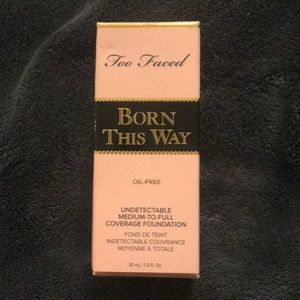 Too Faced
BORN
THIS WAY
OIL-FREE
UNDETECTABLE
MEDIUM-TO-FULL
COVERAGE FOUNDATION
FOND DE TEINT
INDÉTECTABLE COUVRANCE
MOYENNE À TOTALE
30 mL / 1.0 Fl. Oz.